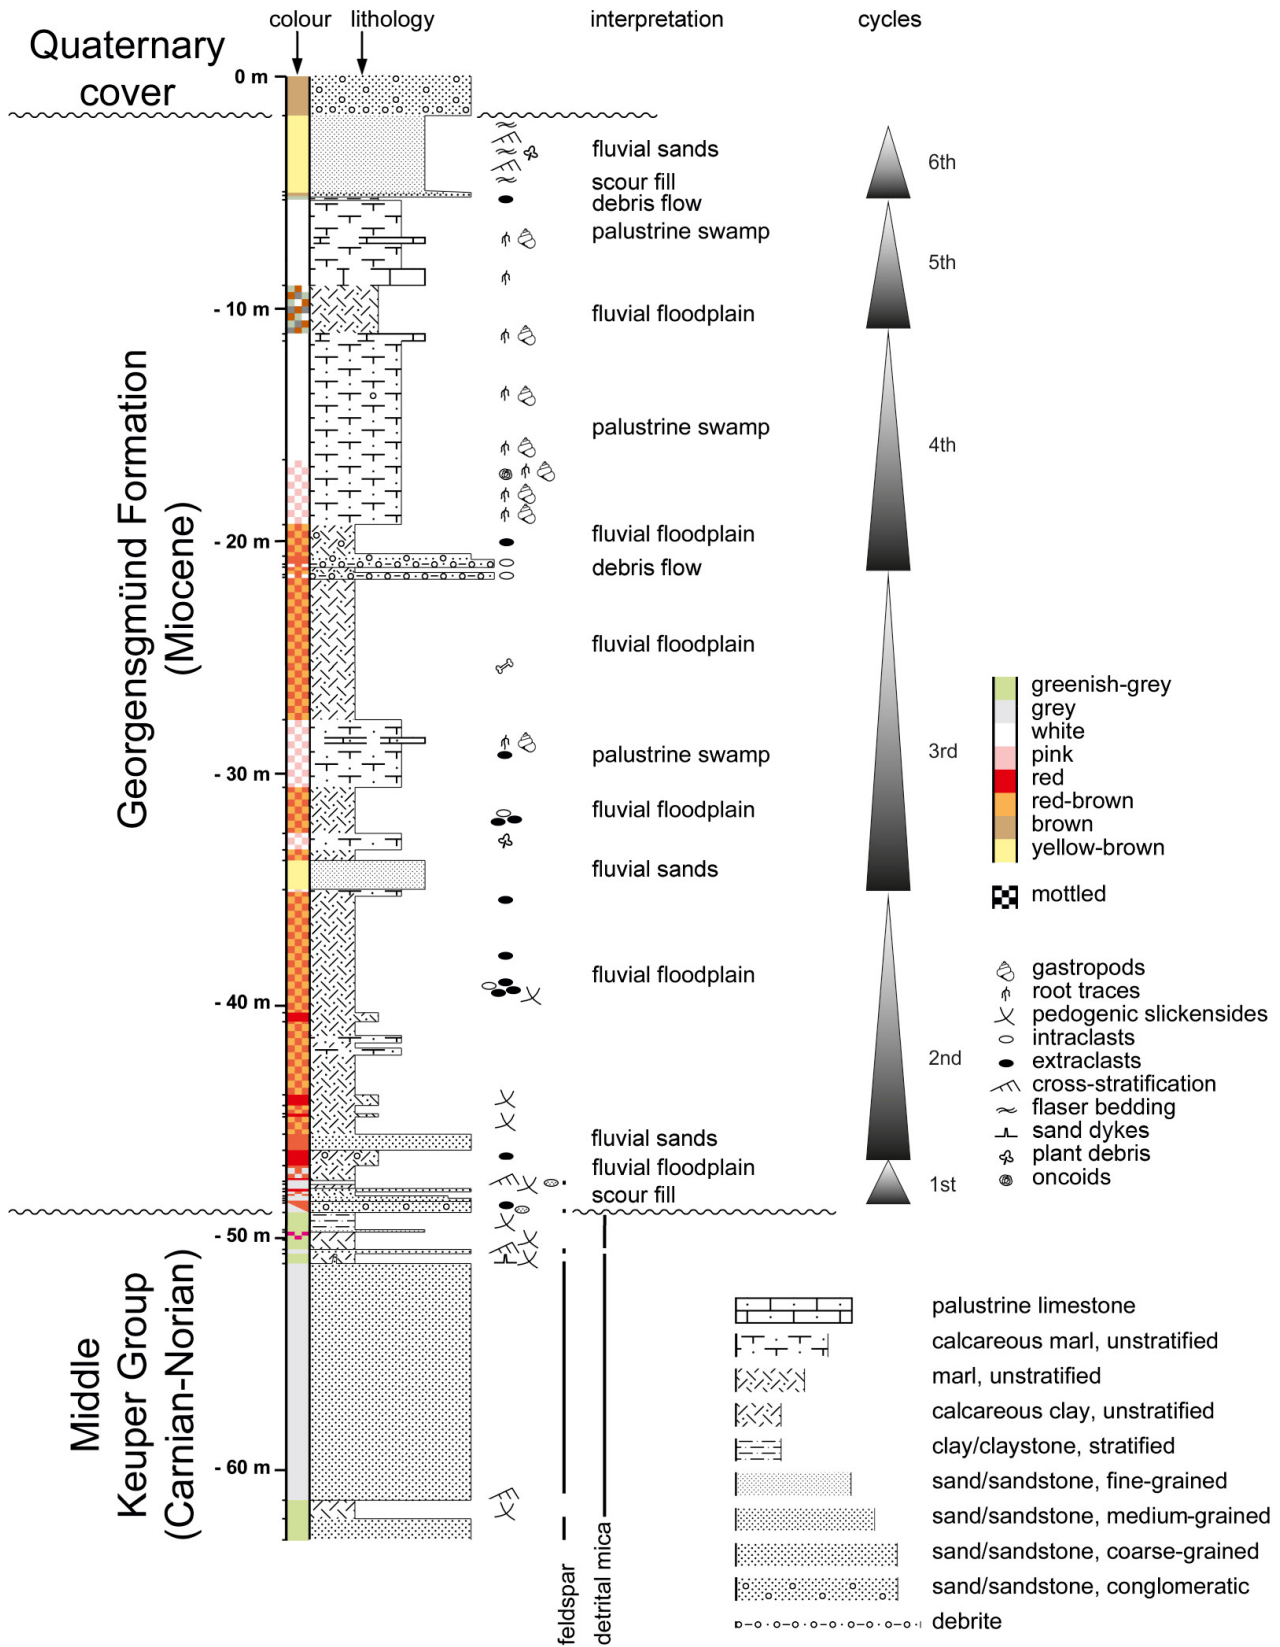 colour lithology interpretation cycles
Quaternary
cover
0 m
fluvial sands
6th
scour fill
debris flow
palustrine swamp
5th
- 10 m
fluvial floodplain
Georgensgmünd Formation
(Miocene)
palustrine swamp
4th
- 20 m
fluvial floodplain
debris flow
fluvial floodplain
palustrine swamp
3rd
- 30 m
fluvial floodplain
fluvial sands
fluvial floodplain
- 40 m
2nd
fluvial sands
fluvial floodplain
scour fill
1st
- 50 m
Middle
Keuper Group
(Carnian-Norian)
- 60 m
feldspar
detrital mica
greenish-grey
grey
white
pink
red
red-brown
brown
yellow-brown
mottled
gastropods
root traces
pedogenic slickensides
intraclasts
extraclasts
cross-stratification
flaser bedding
sand dykes
plant debris
oncoids
palustrine limestone
calcareous marl, unstratified
marl, unstratified
calcareous clay, unstratified
clay/claystone, stratified
sand/sandstone, fine-grained
sand/sandstone, medium-grained
sand/sandstone, coarse-grained
sand/sandstone, conglomeratic
debrite